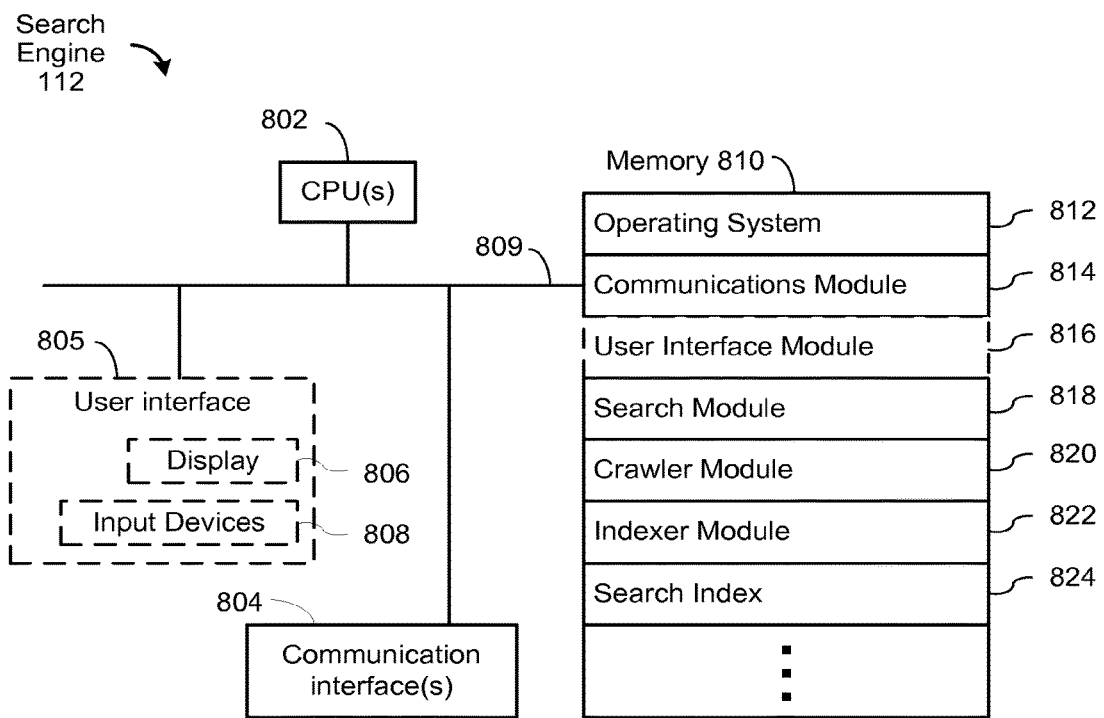 Search
Engine
112
802
CPU(s)
Memory 810
Operating System
812
809
Communications Module
814
User Interface Module
816
805
User interface
Search Module
818
Display
806
Crawler Module
820
Input Devices
808
Indexer Module
822
Search Index
824
804
Communication
interface(s)